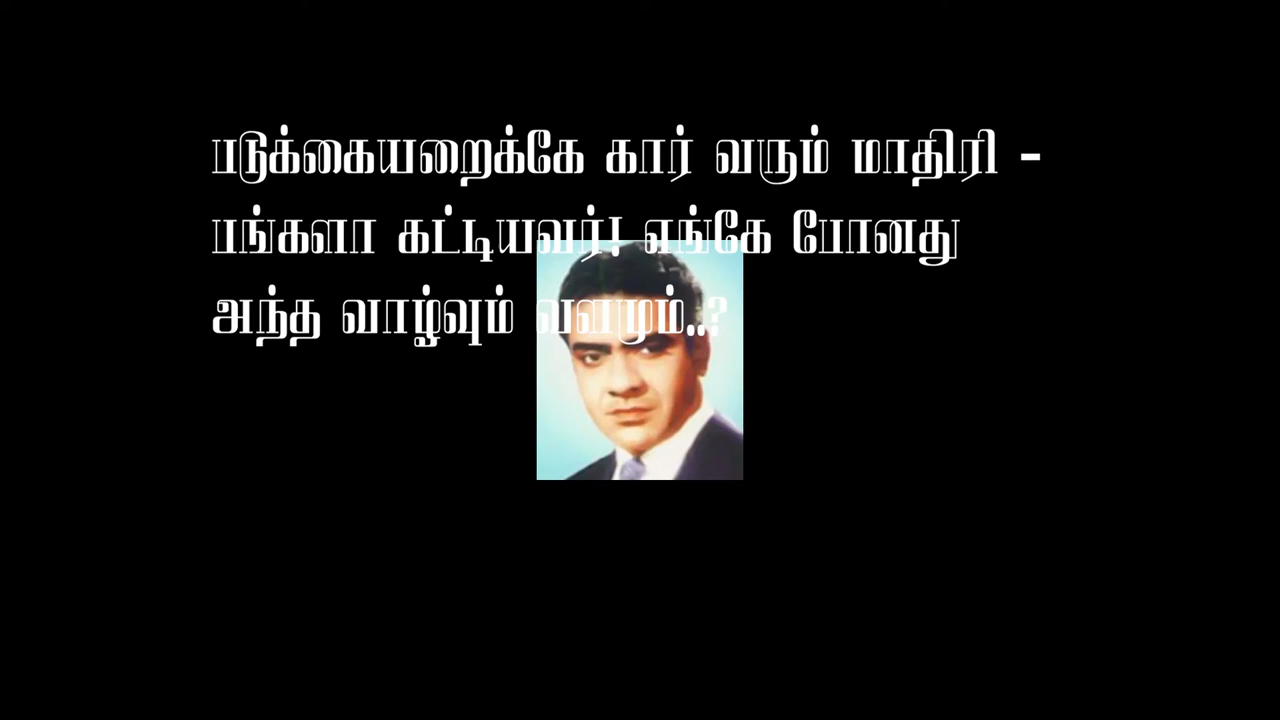 படுக்கையறைக்கே கார் வரும் மாதிரி -
பங்களா கட்டியவர்! எங்கே போனது
அந்த வாழ்வும் வளமும்..?